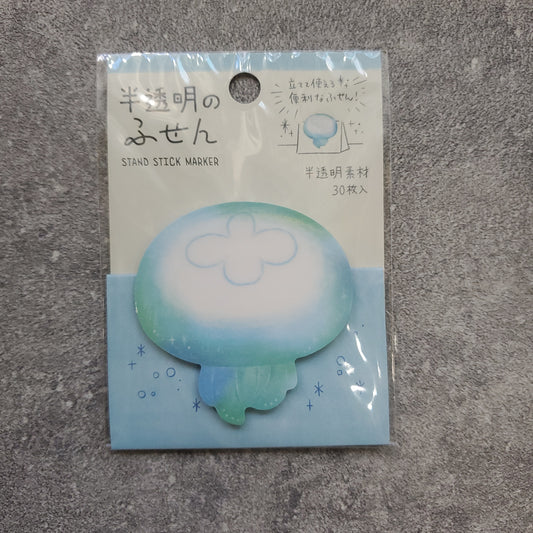 半透明の
ふせん
STAND STICK MARKER
立てて使える
便利なふせん!
半透明素材
30枚入